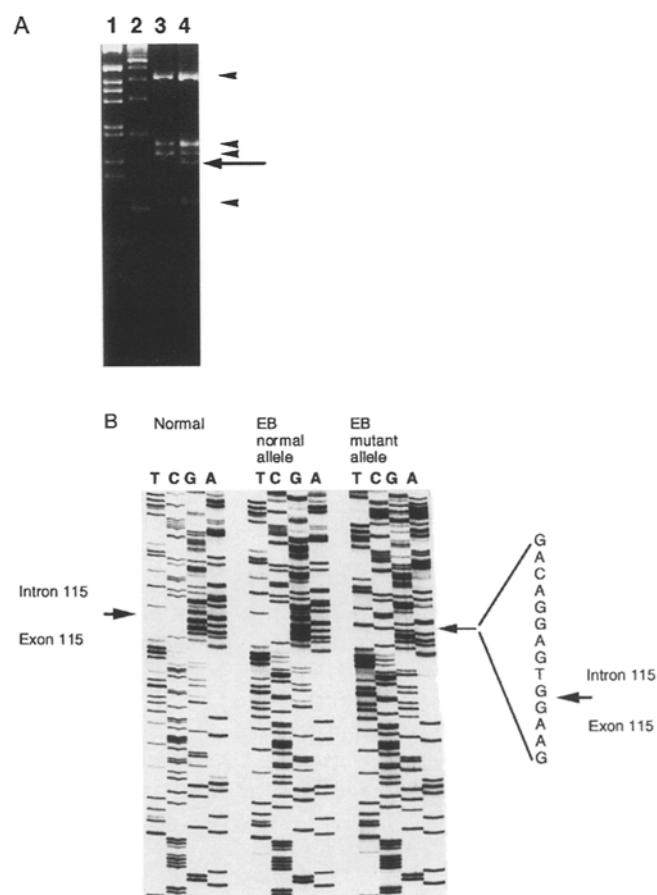 A
1 2 3 4
B
Normal
EB
normal
allele
EB
mutant
allele
T C G A
T C G A
T C G A
Intron 115
Exon 115
G
A
C
A
G
G
A
G
T
G
G
A
A
G
Intron 115
Exon 115